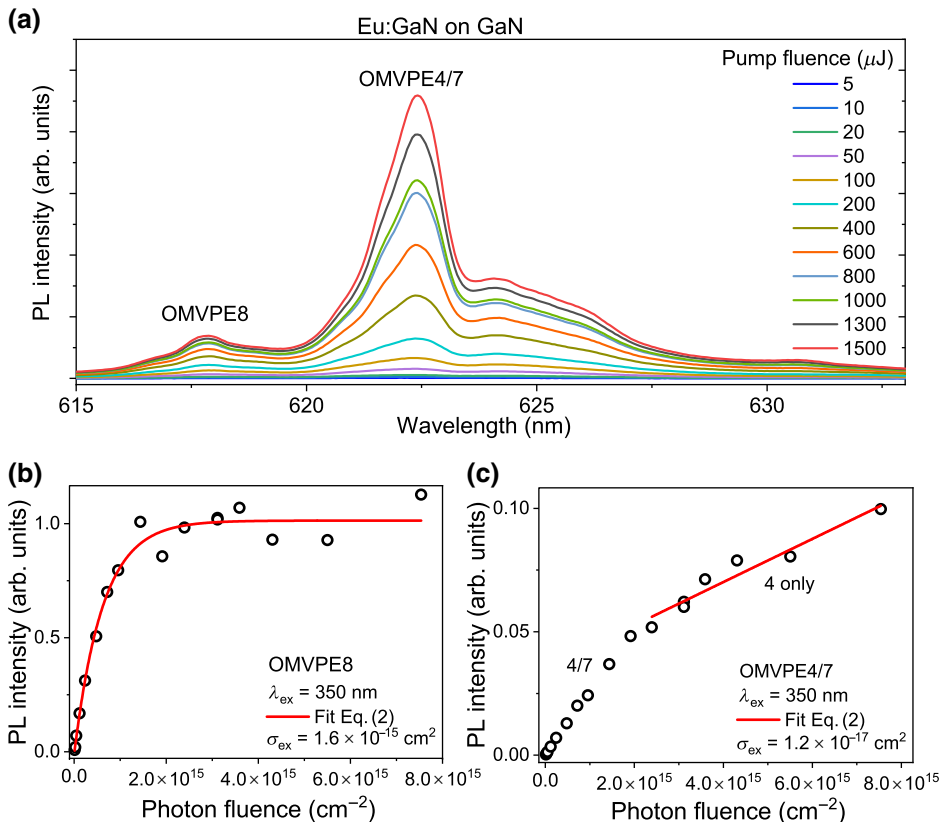 (a)
Eu:GaN on GaN
PL intensity (arb. units)
OMVPE8
OMVPE4/7
Pump fluence (μJ)
5
10
20
50
100
200
400
600
800
1000
1300
1500
615 620 625 630
Wavelength (nm)
(b)
PL intensity (arb. units)
1.0
0.5
0.0
OMVPE8
λex = 350 nm
Fit Eq. (2)
σex = 1.6 × 10⁻¹⁵ cm²
0.0 2.0×10¹⁵ 4.0×10¹⁵ 6.0×10¹⁵ 8.0×10¹⁵
Photon fluence (cm⁻²)
(c)
PL intensity (arb. units)
0.10
0.05
0.00
4 only
4/7
OMVPE4/7
λex = 350 nm
Fit Eq. (2)
σex = 1.2 × 10⁻¹⁷ cm²
0.0 2.0×10¹⁵ 4.0×10¹⁵ 6.0×10¹⁵ 8.0×10¹⁵
Photon fluence (cm⁻²)